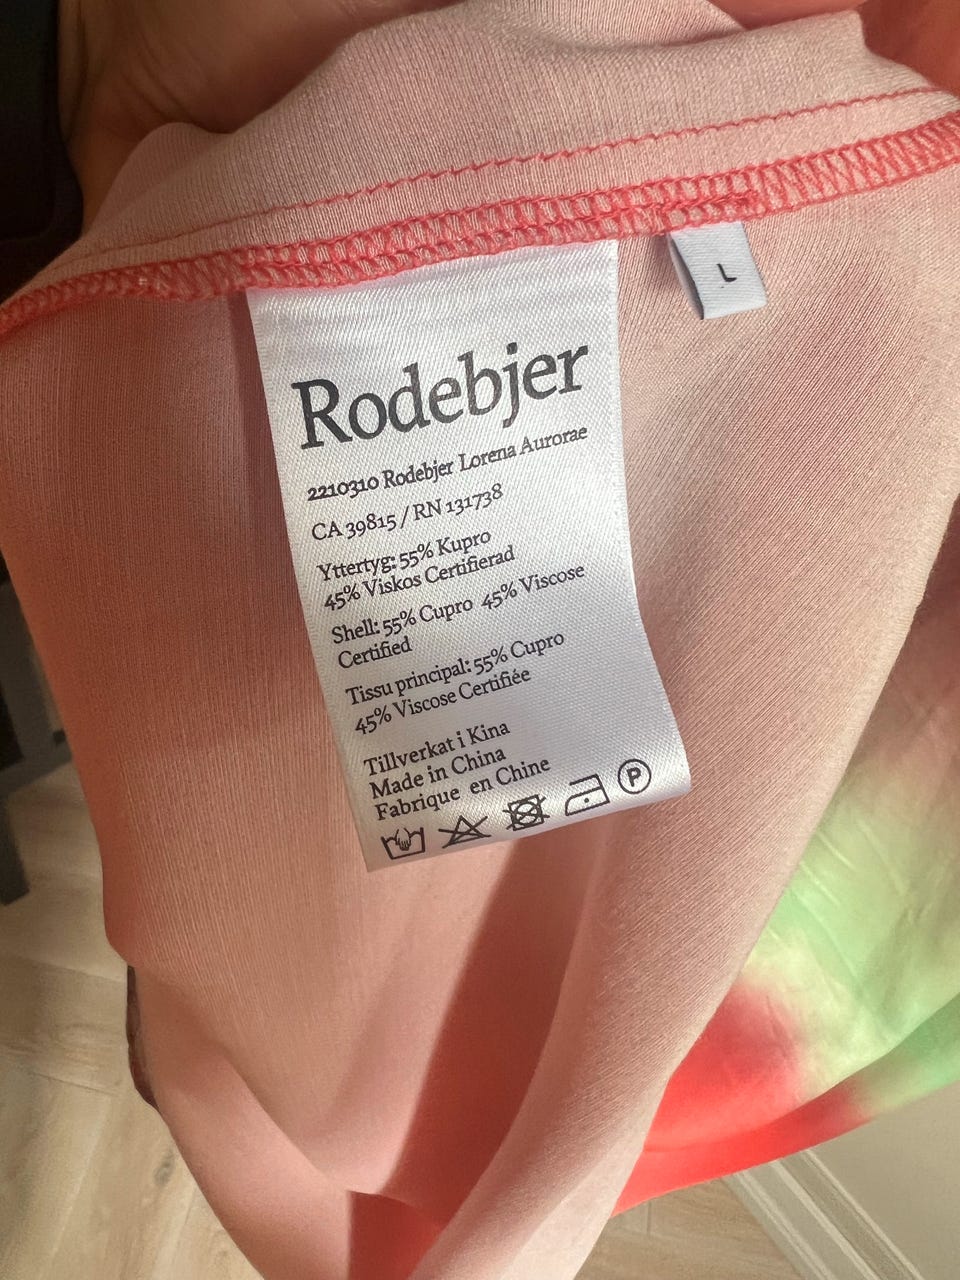 Rodebjer
L
2210310 Rodebjer Lorena Aurorae
CA 39815 / RN 131738
Yttertyg: 55% Kupro
45% Viskos Certifierad
Shell: 55% Cupro 45% Viscose
Certified
Tissu principal: 55% Cupro
45% Viscose Certifiée
Tillverkat i Kina
Made in China
Fabrique en Chine
P